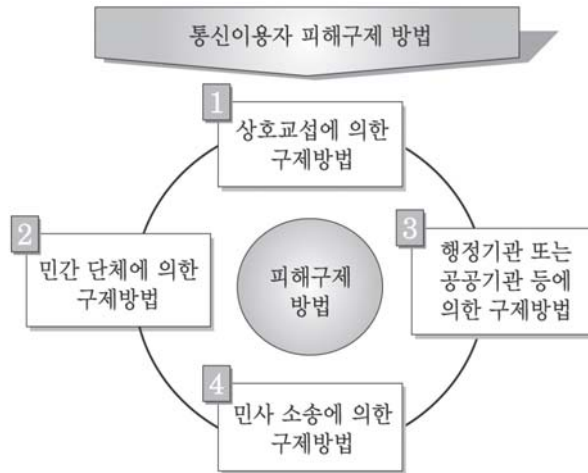 통신이용자 피해구제 방법
1
상호교섭에 의한
구제방법
2
민간 단체에 의한
구제방법
피해구제
방법
3
행정기관 또는
공공기관 등에
의한 구제방법
4
민사 소송에 의한
구제방법